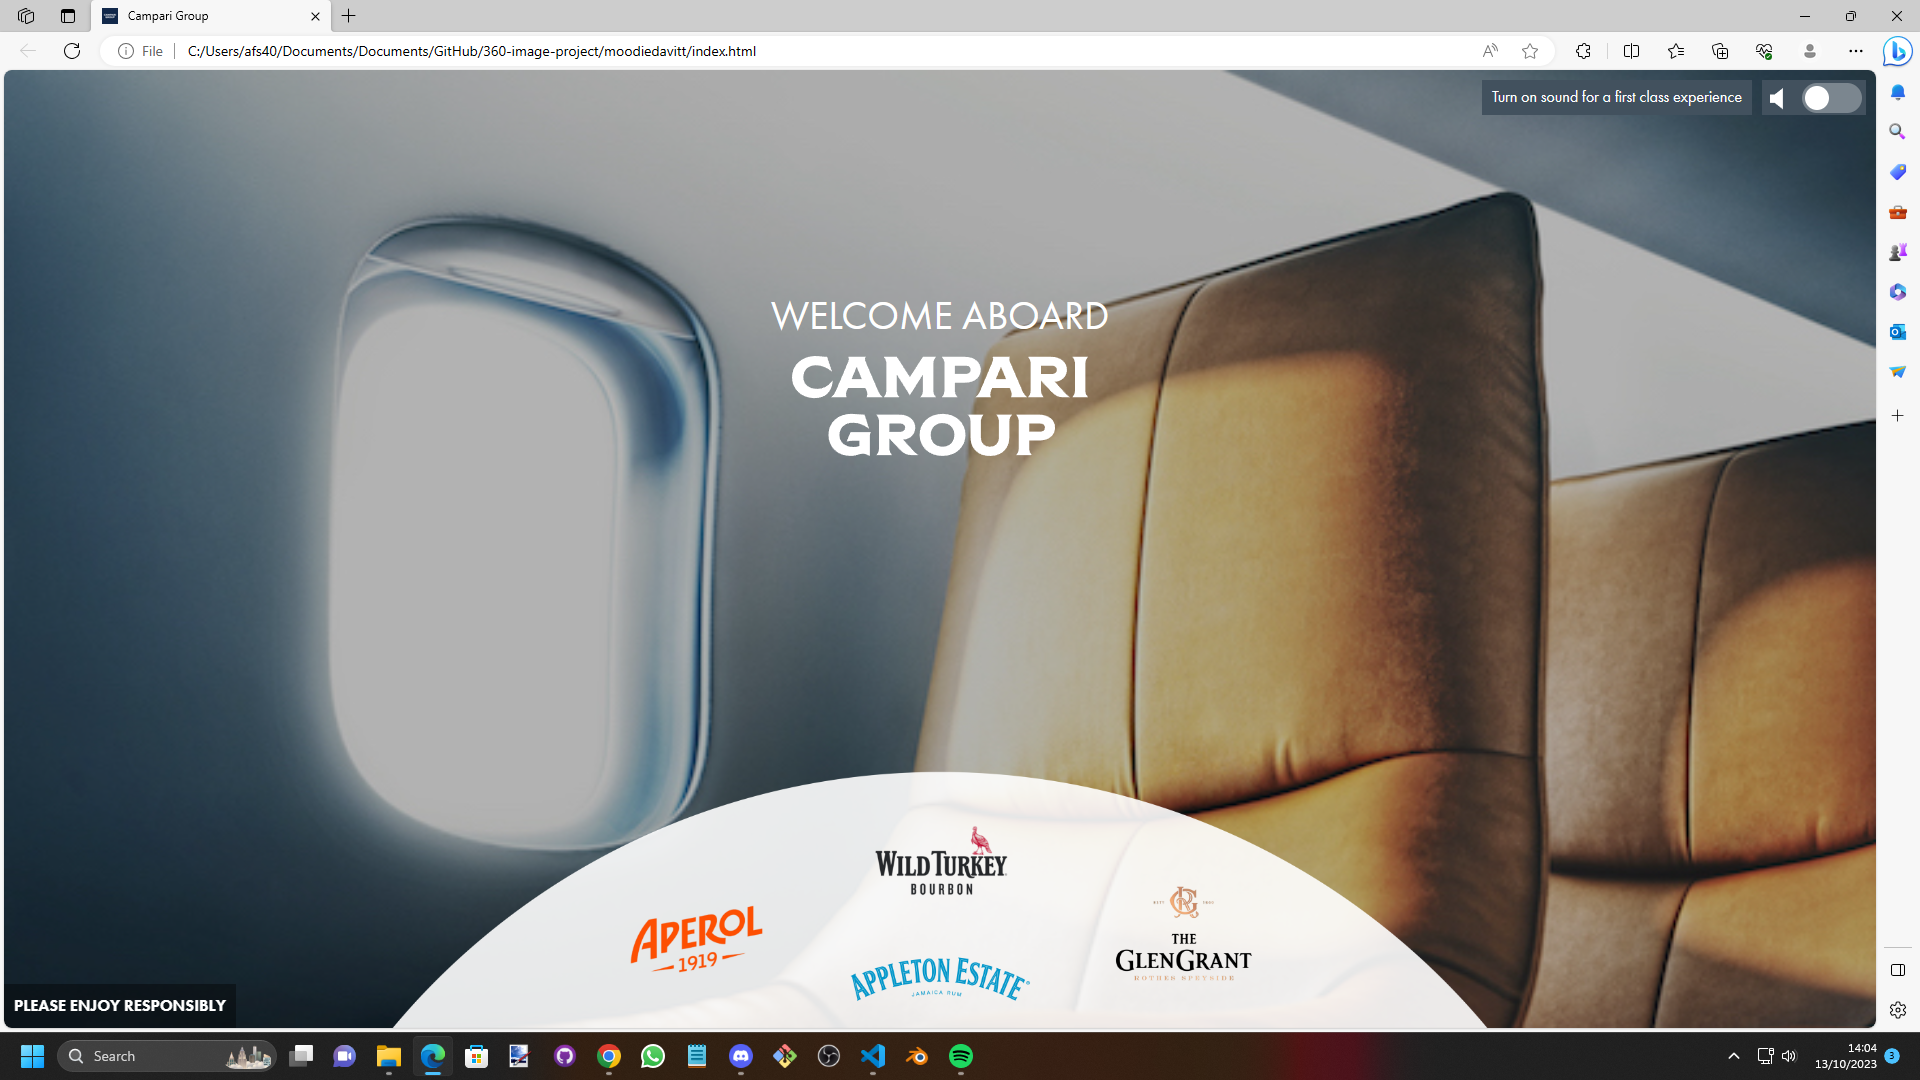 Campari Group
File
C:/Users/afs40/Documents/Documents/GitHub/360-image-project/moodiedavitt/index.html
Turn on sound for a first class experience
WELCOME ABOARD
CAMPARI
GROUP
WILD TURKEY
BOURBON
APEROL
1919
APPLETON ESTATE®
JAMAICA RUM
THE
GLENGRANT
ROTHES SPEYSIDE
PLEASE ENJOY RESPONSIBLY
Search
14:04
13/10/2023
3